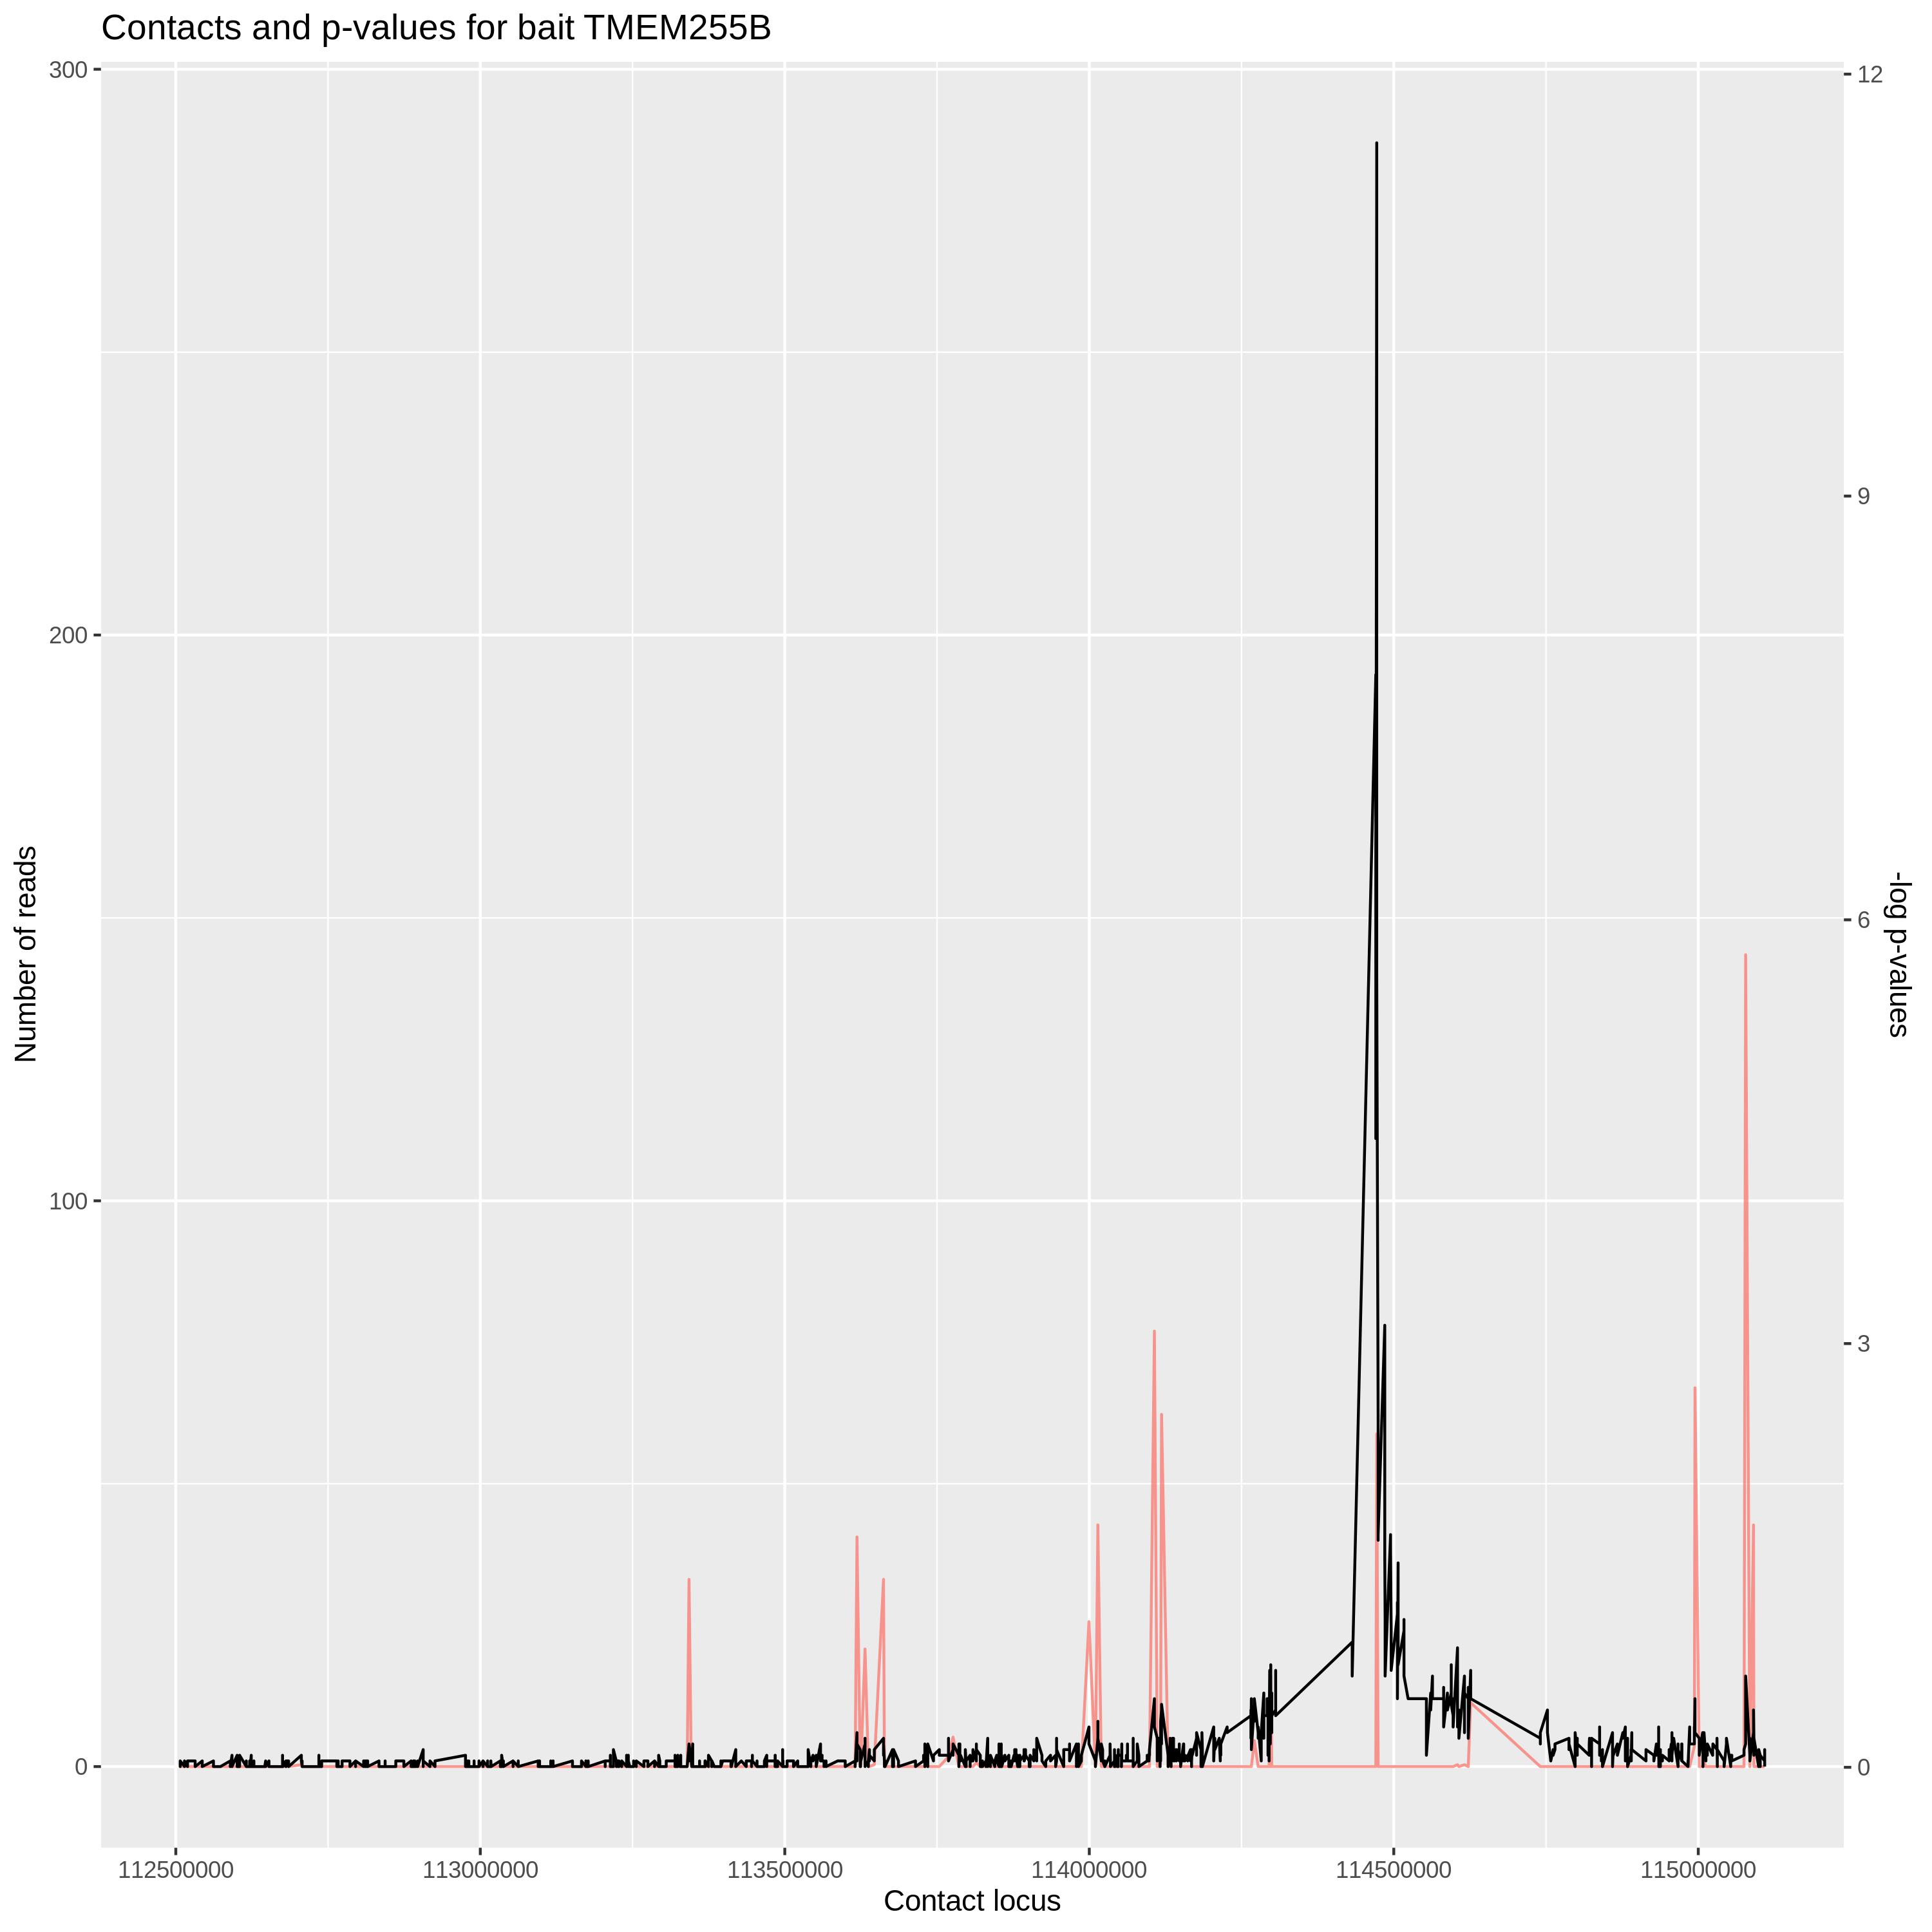 Contacts and p-values for bait TMEM255B
300
200
100
0
12
9
6
3
0
Number of reads
-log p-values
112500000 113000000 113500000 114000000 114500000 115000000
Contact locus